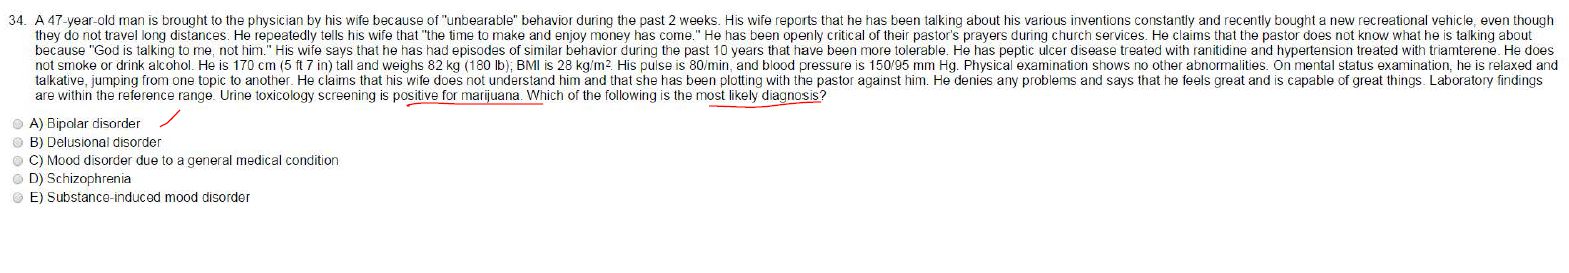 34. A 47-year-old man is brought to the physician by his wife because of "unbearable" behavior during the past 2 weeks. His wife reports that he has been talking about his various inventions constantly and recently bought a new recreational vehicle, even though
they do not travel long distances. He repeatedly tells his wife that "the time to make and enjoy money has come." He has been openly critical of their pastor's prayers during church services. He claims that the pastor does not know what he is talking about
because "God is talking to me, not him." His wife says that he has had episodes of similar behavior during the past 10 years that have been more tolerable. He has peptic ulcer disease treated with ranitidine and hypertension treated with triamterene. He does
not smoke or drink alcohol. He is 170 cm (5 ft 7 in) tall and weighs 82 kg (180 lb); BMI is 28 kg/m². His pulse is 80/min, and blood pressure is 150/95 mm Hg. Physical examination shows no other abnormalities. On mental status examination, he is relaxed and
talkative, jumping from one topic to another. He claims that his wife does not understand him and that she has been plotting with the pastor against him. He denies any problems and says that he feels great and is capable of great things. Laboratory findings
are within the reference range. Urine toxicology screening is positive for marijuana. Which of the following is the most likely diagnosis?
A) Bipolar disorder
B) Delusional disorder
C) Mood disorder due to a general medical condition
D) Schizophrenia
E) Substance-induced mood disorder